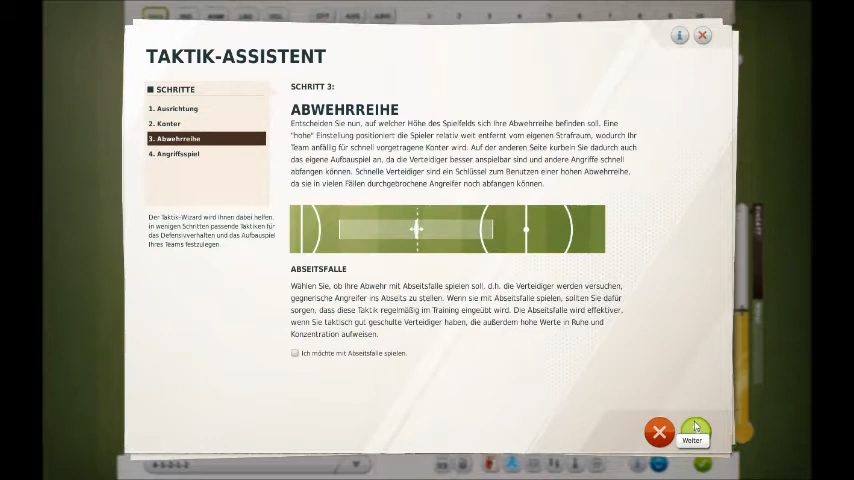 TAKTIK-ASSISTENT
SCHRITTE
1. Ausrichtung
2. Konter
3. Abwehrreihe
4. Angriffsspiel
Der Taktik-Wizard wird Ihnen dabei helfen,
in wenigen Schritten passende Taktiken für
das Defensivverhalten und das Aufbauspiel
Ihres Teams festzulegen.
SCHRITT 3:
ABWEHRREIHE
Entscheiden Sie nun, auf welcher Höhe des Spielfelds sich Ihre Abwehrreihe befinden soll. Eine
"hohe" Einstellung positioniert die Spieler relativ weit entfernt vom eigenen Strafraum, wodurch Ihr
Team anfällig für schnell vorgetragene Konter wird. Auf der anderen Seite kurbeln Sie dadurch auch
das eigene Aufbauspiel an, da die Verteidiger besser anspielbar sind und andere Angriffe schnell
abfangen können. Schnelle Verteidiger sind ein Schlüssel zum Benutzen einer hohen Abwehrreihe,
da sie in vielen Fällen durchgebrochene Angreifer noch abfangen können.
ABSEITSFALLE
Wählen Sie, ob Ihre Abwehr mit Abseitsfalle spielen soll, d.h. die Verteidiger werden versuchen,
gegnerische Angreifer ins Abseits zu stellen. Wenn sie mit Abseitsfalle spielen, sollten Sie dafür
sorgen, dass diese Taktik regelmäßig im Training eingeübt wird. Die Abseitsfalle wird effektiver,
wenn Sie taktisch gut geschulte Verteidiger haben, die außerdem hohe Werte in Ruhe und
Konzentration aufweisen.
Ich möchte mit Abseitsfalle spielen.
Weiter